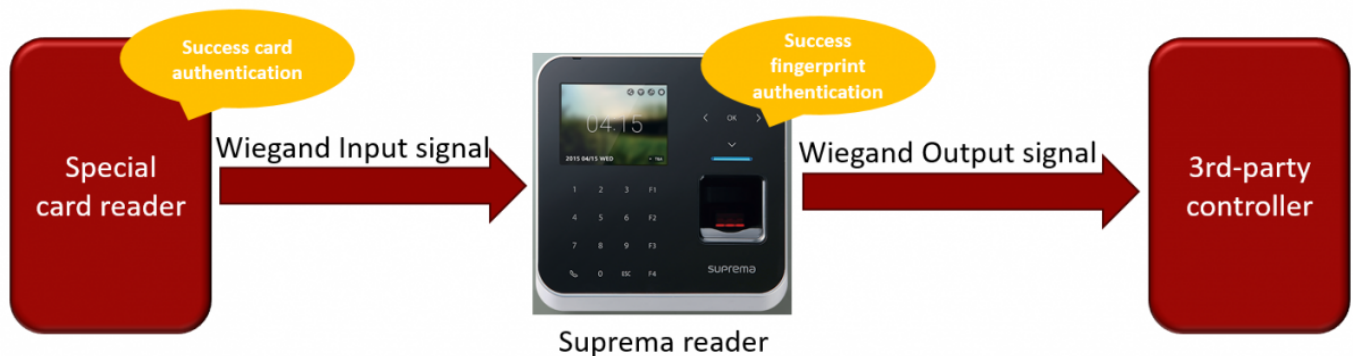 Success card
authentication
Special
card reader
Wiegand Input signal
04:15
2015 04/15 WED
OK
1 2 3 F1
4 5 6 F2
7 8 9 F3
0 ESC F4
suprema
Suprema reader
Success
fingerprint
authentication
Wiegand Output signal
3rd-party
controller